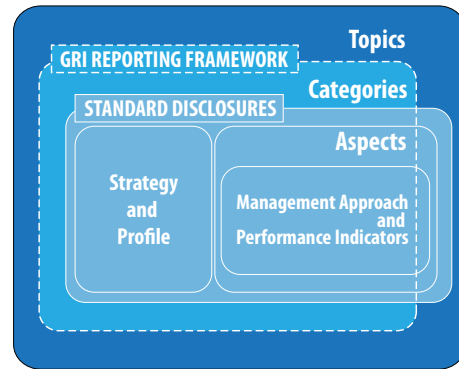 Topics
GRI REPORTING FRAMEWORK
Categories
STANDARD DISCLOSURES
Aspects
Strategy
and
Profile
Management Approach
and
Performance Indicators